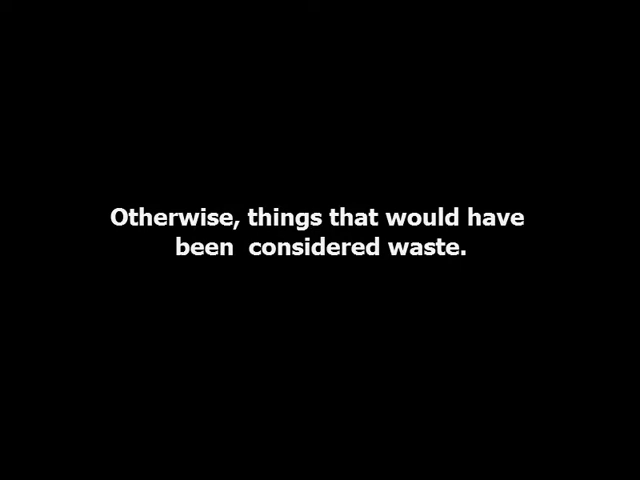 Otherwise, things that would have
been  considered waste.